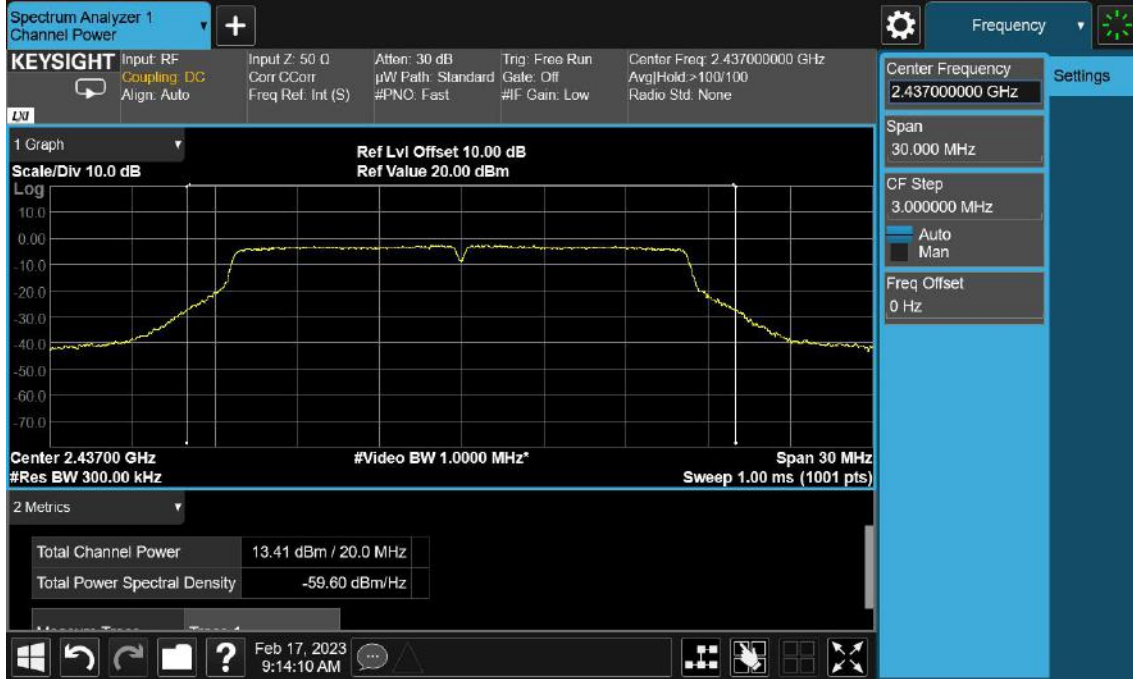 Spectrum Analyzer 1
Channel Power
Frequency
KEYSIGHT
Input: RF
Coupling: DC
Align: Auto
Input Z: 50 Ω
Corr CCorr
Freq Ref: Int (S)
Atten: 30 dB
µW Path: Standard
#PNO: Fast
Trig: Free Run
Gate: Off
#IF Gain: Low
Center Freq: 2.437000000 GHz
Avg|Hold:>100/100
Radio Std: None
LXI
Center Frequency
2.437000000 GHz
Settings
Span
30.000 MHz
CF Step
3.000000 MHz
Auto
Man
Freq Offset
0 Hz
1 Graph
Scale/Div 10.0 dB
Ref Lvl Offset 10.00 dB
Ref Value 20.00 dBm
Log
10.0
0.00
-10.0
-20.0
-30.0
-40.0
-50.0
-60.0
-70.0
Center 2.43700 GHz
#Video BW 1.0000 MHz*
Span 30 MHz
#Res BW 300.00 kHz
Sweep 1.00 ms (1001 pts)
2 Metrics
Total Channel Power 13.41 dBm / 20.0 MHz
Total Power Spectral Density -59.60 dBm/Hz
?
Feb 17, 2023
9:14:10 AM